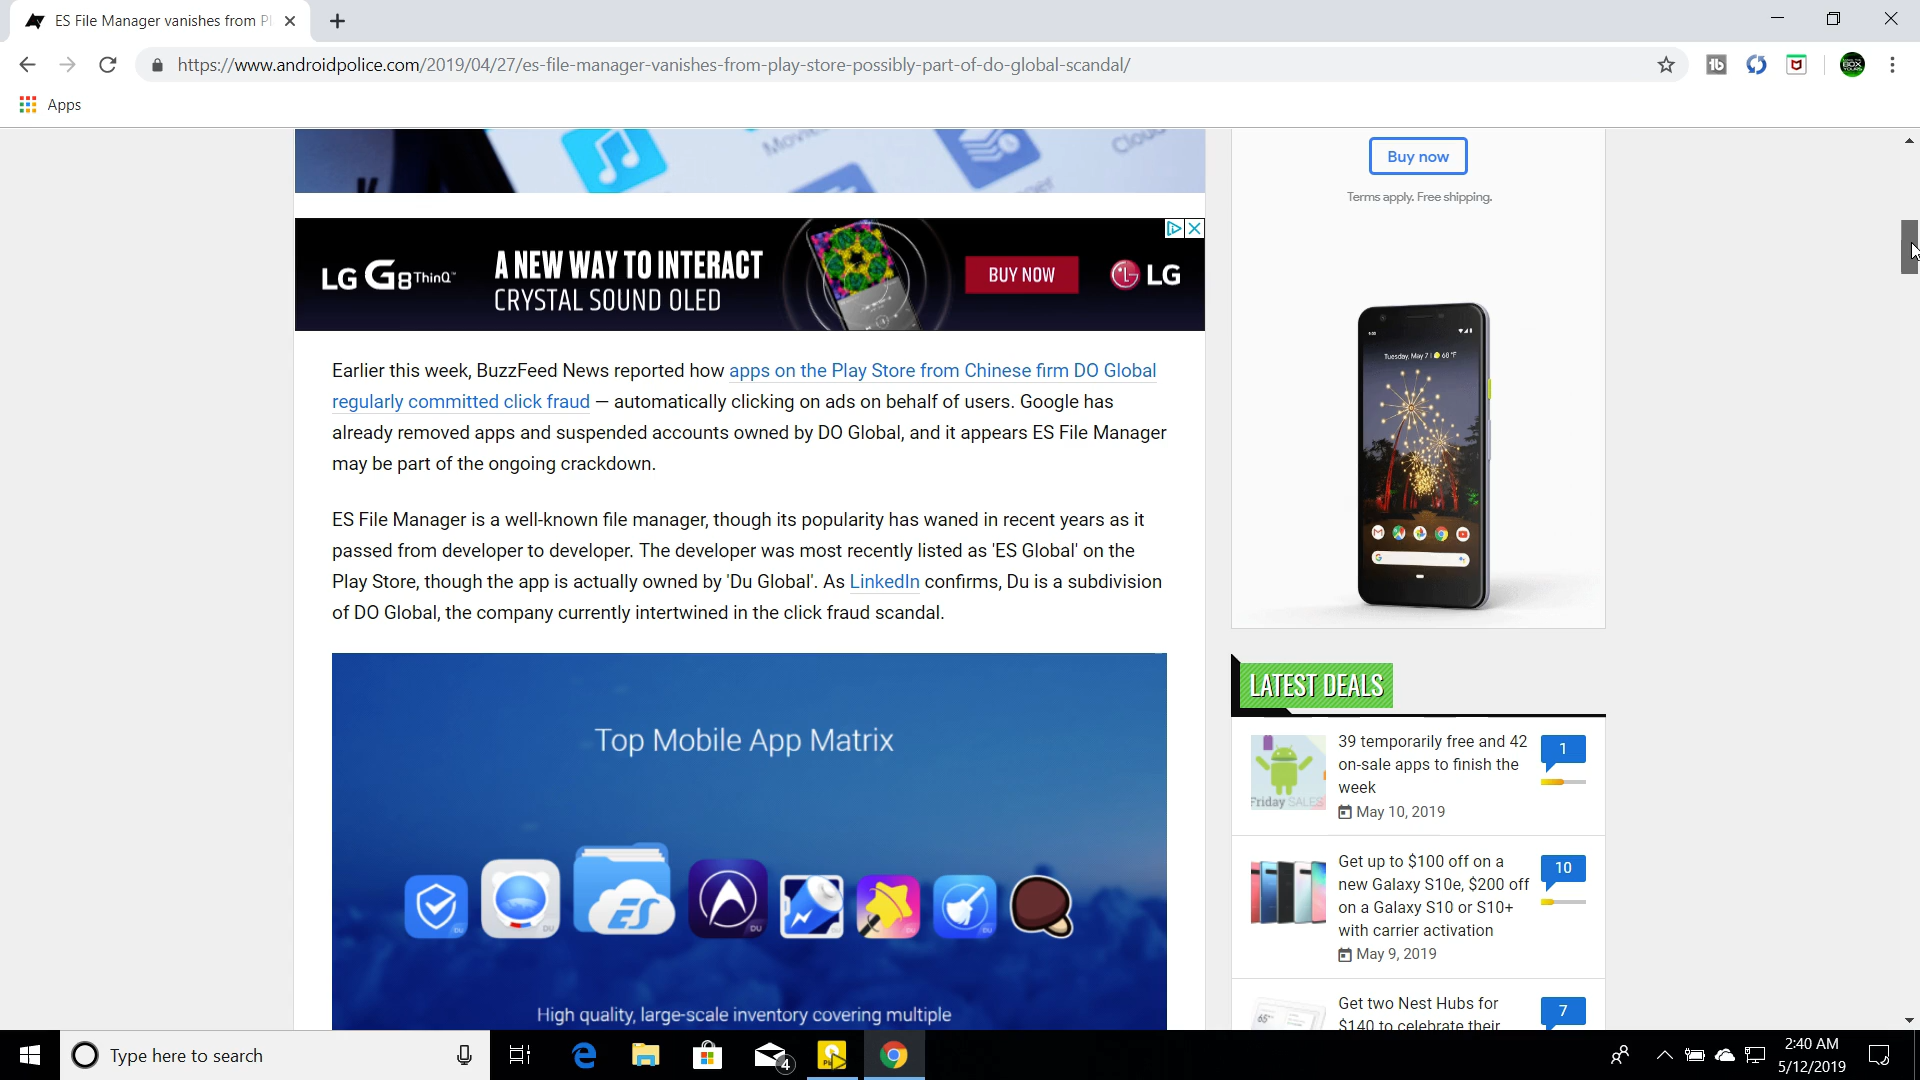 ES File Manager vanishes from Pl
https://www.androidpolice.com/2019/04/27/es-file-manager-vanishes-from-play-store-possibly-part-of-do-global-scandal/
Apps
LG G8 ThinQ™
A NEW WAY TO INTERACT
CRYSTAL SOUND OLED
BUY NOW
LG
Earlier this week, BuzzFeed News reported how apps on the Play Store from Chinese firm DO Global
regularly committed click fraud — automatically clicking on ads on behalf of users. Google has
already removed apps and suspended accounts owned by DO Global, and it appears ES File Manager
may be part of the ongoing crackdown.
ES File Manager is a well-known file manager, though its popularity has waned in recent years as it
passed from developer to developer. The developer was most recently listed as 'ES Global' on the
Play Store, though the app is actually owned by 'Du Global'. As LinkedIn confirms, Du is a subdivision
of DO Global, the company currently intertwined in the click fraud scandal.
Top Mobile App Matrix
ES
High quality, large-scale inventory covering multiple
Buy now
Terms apply. Free shipping.
Tuesday, May 7 | 60 °F
LATEST DEALS
Friday SALES
39 temporarily free and 42
on-sale apps to finish the
week
May 10, 2019
1
Get up to $100 off on a
new Galaxy S10e, $200 off
on a Galaxy S10 or S10+
with carrier activation
May 9, 2019
10
Get two Nest Hubs for
$140 to celebrate their
7
Type here to search
4
2:40 AM
5/12/2019